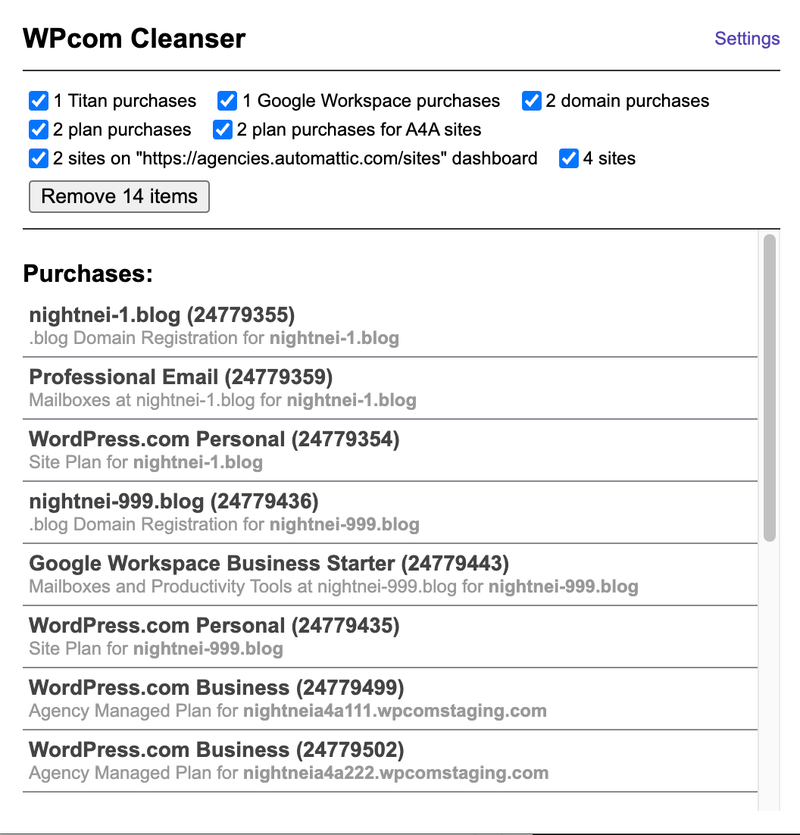 WPcom Cleanser
Settings
1 Titan purchases 1 Google Workspace purchases 2 domain purchases
2 plan purchases 2 plan purchases for A4A sites
2 sites on "https://agencies.automattic.com/sites" dashboard 4 sites
Remove 14 items
Purchases:
nightnei-1.blog (24779355)
.blog Domain Registration for nightnei-1.blog
Professional Email (24779359)
Mailboxes at nightnei-1.blog for nightnei-1.blog
WordPress.com Personal (24779354)
Site Plan for nightnei-1.blog
nightnei-999.blog (24779436)
.blog Domain Registration for nightnei-999.blog
Google Workspace Business Starter (24779443)
Mailboxes and Productivity Tools at nightnei-999.blog for nightnei-999.blog
WordPress.com Personal (24779435)
Site Plan for nightnei-999.blog
WordPress.com Business (24779499)
Agency Managed Plan for nightneia4a111.wpcomstaging.com
WordPress.com Business (24779502)
Agency Managed Plan for nightneia4a222.wpcomstaging.com